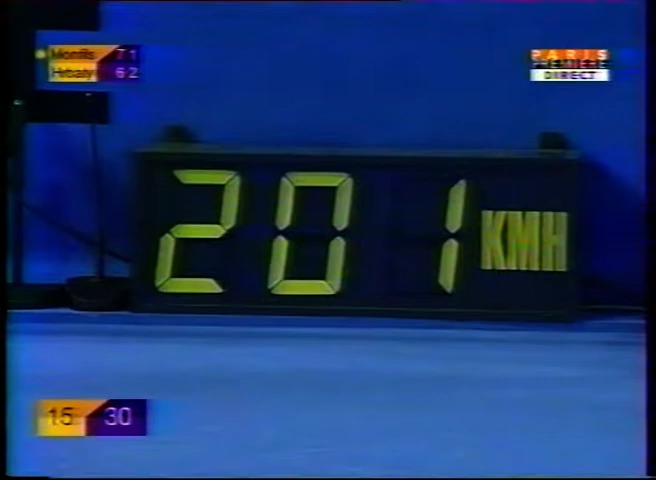 Monfils 7 1
Hrbaty 6 2
PARIS
PREMIERE
DIRECT
201 KMH
15 30